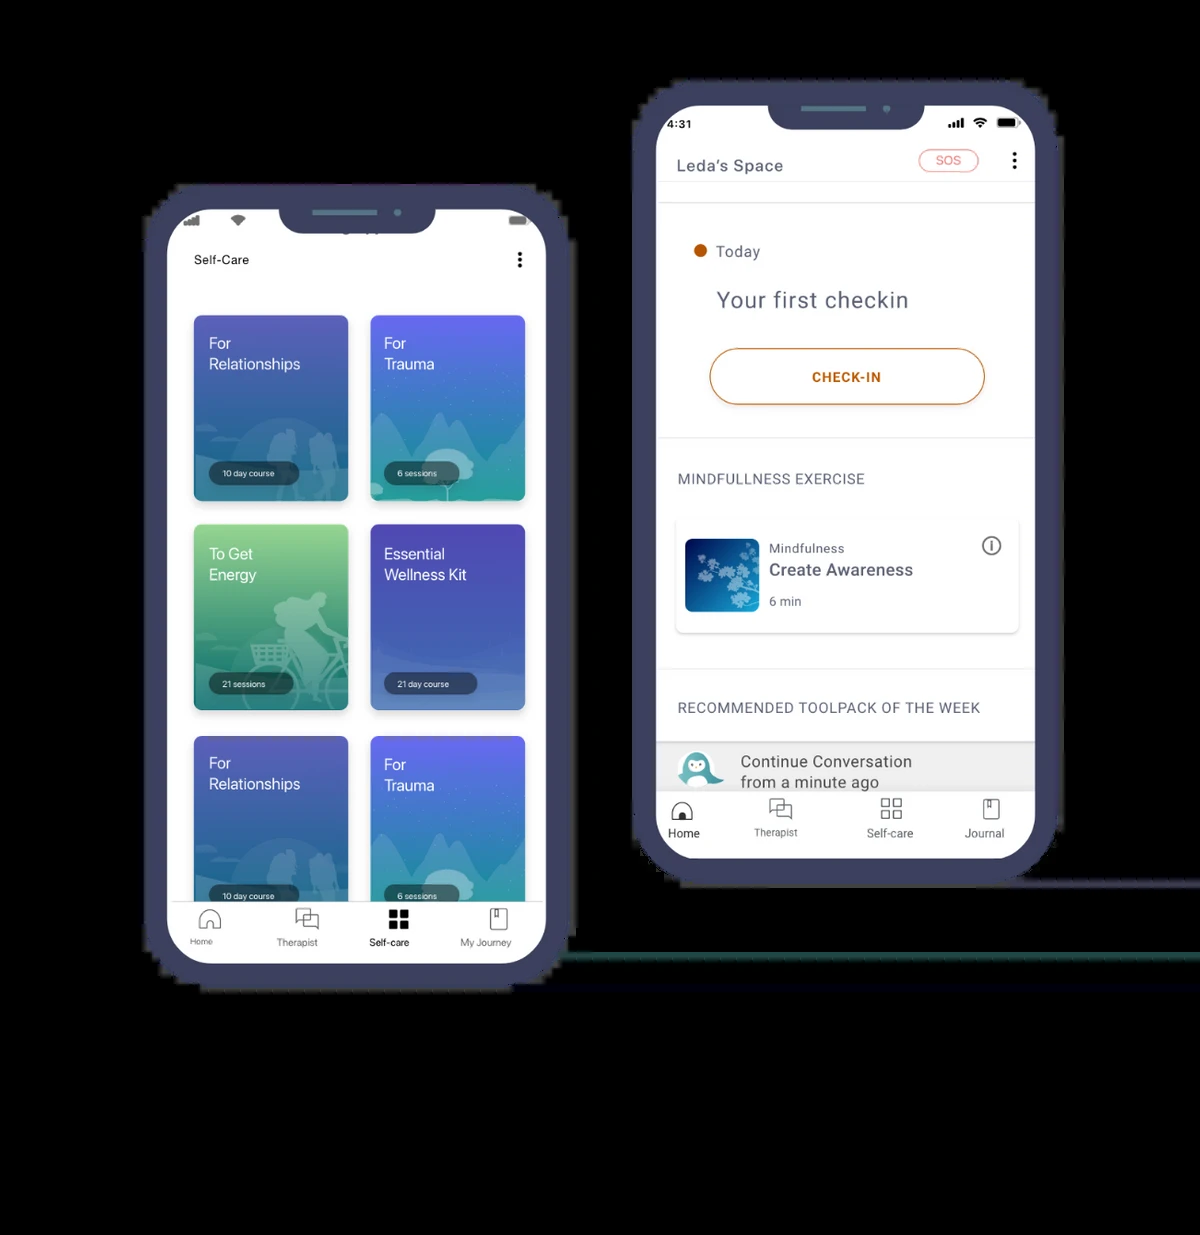 Self-Care
For
Relationships
10 day course
For
Trauma
6 sessions
To Get
Energy
21 sessions
Essential
Wellness Kit
21 day course
For
Relationships
10 day course
For
Trauma
6 sessions
Home
Therapist
Self-care
My Journey
4:31
Leda's Space
SOS
Today
Your first checkin
CHECK-IN
MINDFULLNESS EXERCISE
Mindfulness
Create Awareness
6 min
RECOMMENDED TOOLPACK OF THE WEEK
Continue Conversation
from a minute ago
Home
Therapist
Self-care
Journal